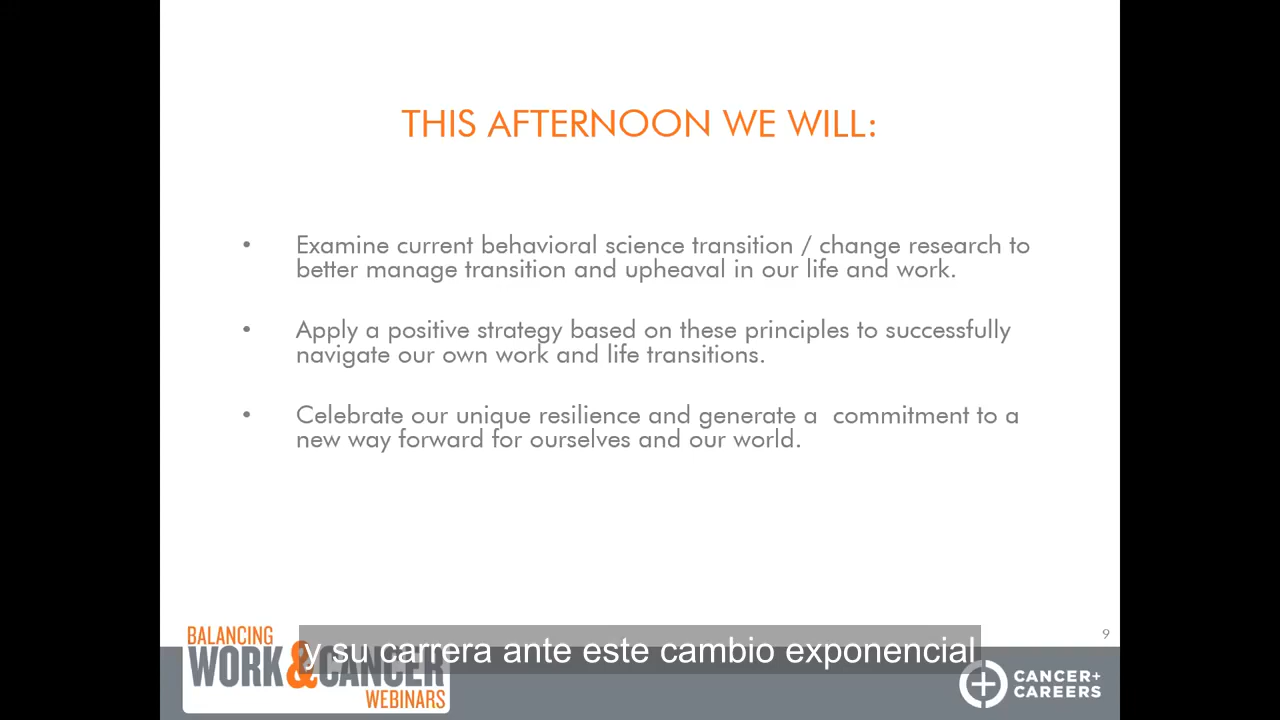 THIS AFTERNOON WE WILL:
• Examine current behavioral science transition / change research to
better manage transition and upheaval in our life and work.
• Apply a positive strategy based on these principles to successfully
navigate our own work and life transitions.
• Celebrate our unique resilience and generate a  commitment to a
new way forward for ourselves and our world.
9
BALANCING
WORK & CANCER
WEBINARS
y su carrera ante este cambio exponencial
CANCER+
CAREERS